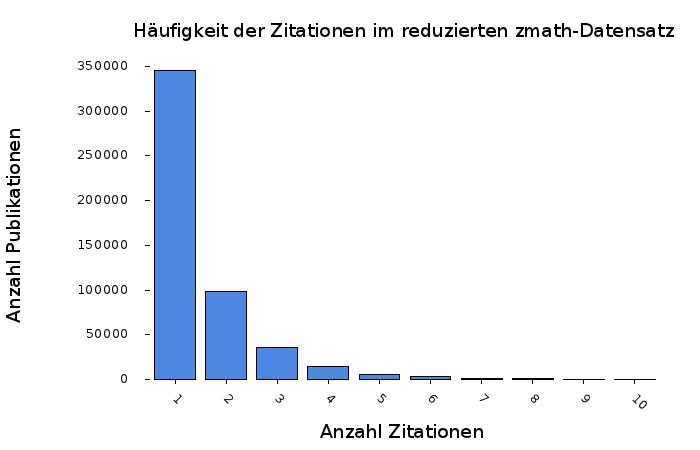 Häufigkeit der Zitationen im reduzierten zmath-Datensatz
Anzahl Publikationen
350000
300000
250000
200000
150000
100000
50000
0
1 2 3 4 5 6 7 8 9 10
Anzahl Zitationen